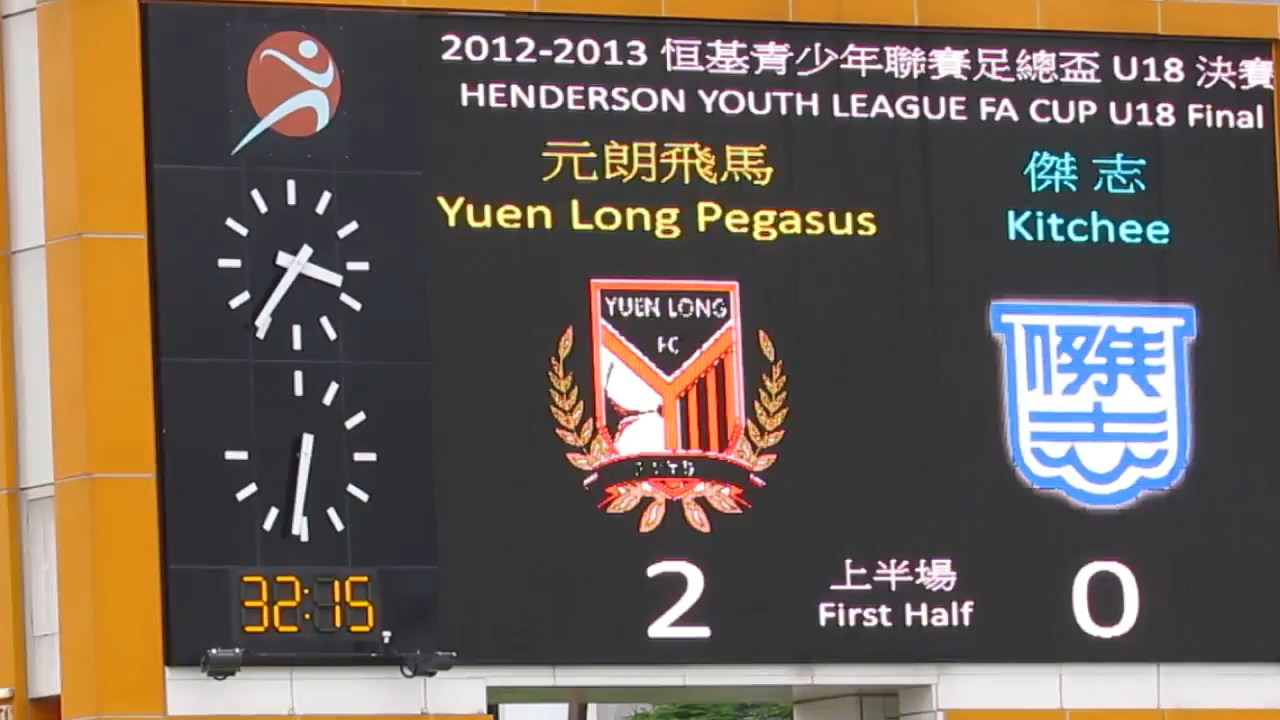 2012-2013 恒基青少年聯賽足總盃 U18 決賽
HENDERSON YOUTH LEAGUE FA CUP U18 Final
元朗飛馬
Yuen Long Pegasus
傑志
Kitchee
YUEN LONG
FC
傑
志
2
上半場
First Half
0
32:15